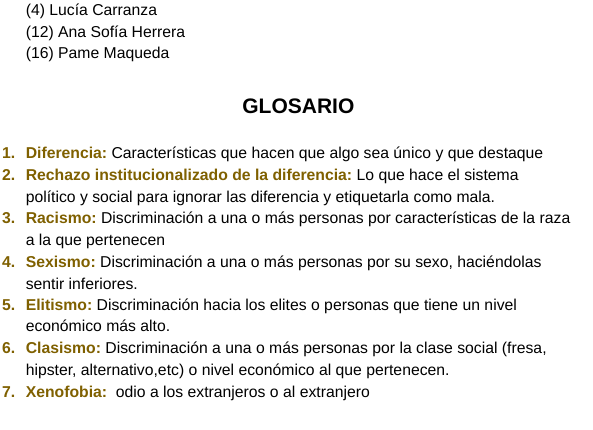 (4) Lucía Carranza
(12) Ana Sofía Herrera
(16) Pame Maqueda
GLOSARIO
1. Diferencia: Características que hacen que algo sea único y que destaque
2. Rechazo institucionalizado de la diferencia: Lo que hace el sistema
político y social para ignorar las diferencia y etiquetarla como mala.
3. Racismo: Discriminación a una o más personas por características de la raza
a la que pertenecen
4. Sexismo: Discriminación a una o más personas por su sexo, haciéndolas
sentir inferiores.
5. Elitismo: Discriminación hacia los elites o personas que tiene un nivel
económico más alto.
6. Clasismo: Discriminación a una o más personas por la clase social (fresa,
hipster, alternativo,etc) o nivel económico al que pertenecen.
7. Xenofobia:  odio a los extranjeros o al extranjero